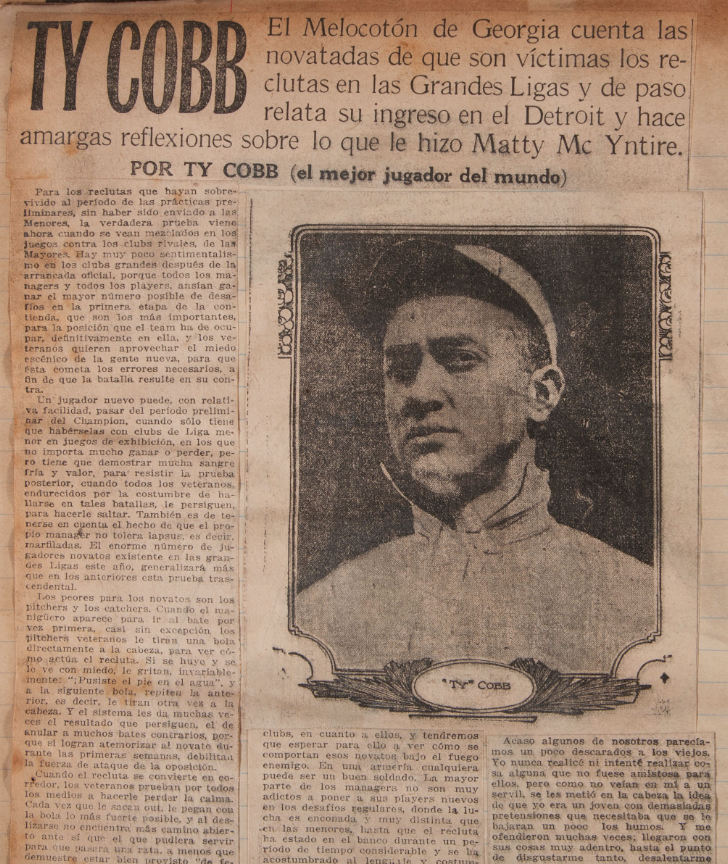 TY COBB
El Melocotón de Georgia cuenta las
novatadas de que son víctimas los re-
clutas en las Grandes Ligas y de paso
relata su ingreso en el Detroit y hace
amargas reflexiones sobre lo que le hizo Matty Mc Yntire.
POR TY COBB (el mejor jugador del mundo)
Para los reclutas que hayan sobre-
vivido al período de las prácticas pre-
liminares, sin haber sido enviado a las
Menores, la verdadera prueba viene
ahora cuando se vean mezclados en los
juegos contra los clubs rivales, de las
Mayores. Hay muy poco sentimentalis-
mo en los clubs grandes después de la
arrancada oficial, porque todos los ma-
nagers y todos los players, ansían ga-
nar el mayor número posible de desa-
fíos en la primera etapa de la con-
tienda, que son los más importantes,
para la posición que el team ha de ocu-
par, definitivamente en ella, y los ve-
teranos quieren aprovechar el miedo
escénico de la gente nueva, para que
ésta cometa los errores necesarios, a
fin de que la batalla resulte en su con-
tra.
Un jugador nuevo puede, con relati-
va facilidad, pasar del período prelimi-
nar del Champion, cuando sólo tiene
que habérselas con clubs de Liga me-
nor en juegos de exhibición, en los que
no importa mucho ganar o perder, pe-
ro tiene que demostrar mucha sangre
fría y valor, para resistir la prueba
posterior, cuando todos los veteranos,
endurecidos por la costumbre de ha-
llarse en tales batallas, le persiguen,
para hacerle saltar. También es de te-
nerse en cuenta el hecho de que el pro-
pio manager no tolera lapsus, es decir,
marfiladas. El enorme número de ju-
gadores novatos existente en las gran-
des Ligas este año, generalizará más
que en los anteriores esta prueba tras-
cendental.
Los peores para los novatos son los
pitchers y los catchers. Cuando el ma-
nigüero aparece para ir al bate por
vez primera, casi sin excepción los
pitchers veteranos le tiran una bola
directamente a la cabeza, para ver có-
mo actúa el recluta. Si se huye y se
le ve con miedo, le gritan, invariable-
mente: "¡Pusiste el pie en el agua", y
a la siguiente bola, repiten la ante-
rior, es decir, le tiran otra vez a la
cabeza. Y el sistema les da muchas ve-
ces el resultado que persiguen, el de
anular a muchos bates contrarios, por-
que si logran atemorizar al novato du-
rante las primeras semanas, debilitan
la fuerza de ataque de la oposición.
Cuando el recluta se convierte en co-
rredor, los veteranos prueban por todos
los medios a hacerle perder la calma.
Cada vez que le saca out, le pegan con
la bola lo más fuerte posible, y al des-
lizarse no encuentra más camino abier-
to ante sí que el que pudiera servir
para que pasara una rata, a menos que
demuestre estar bien provisto "de fe-
"TY" COBB
clubs, en cuanto a ellos, y tendremos
que esperar para ello a ver cómo se
comportan esos novatos bajo el fuego
enemigo. En una armería cualquiera
puede ser un buen soldado. La mayor
parte de los managers no son muy
adictos a poner a sus players nuevos
en los desafíos regulares, donde la lu-
cha es enconada y muy distinta que
en las menores, hasta que el recluta
ha estado en el banco durante un pe-
ríodo de tiempo considerable y se ha
acostumbrado al lenguaje y costum-
Acaso algunos de nosotros parecía-
mos un poco descarados a los viejos.
Yo nunca realicé ni intenté realizar co-
sa alguna que no fuese amistosa para
ellos, pero como no veían en mí a un
servil, se les metió en la cabeza la idea
de que yo era un joven con demasiadas
pretensiones que necesitaba que se le
bajaran un poco los humos. Y me
ofendieron muchas veces; llegaron con
sus cosas muy adentro, hasta el punto
de disgustarme tanto, desalentarme